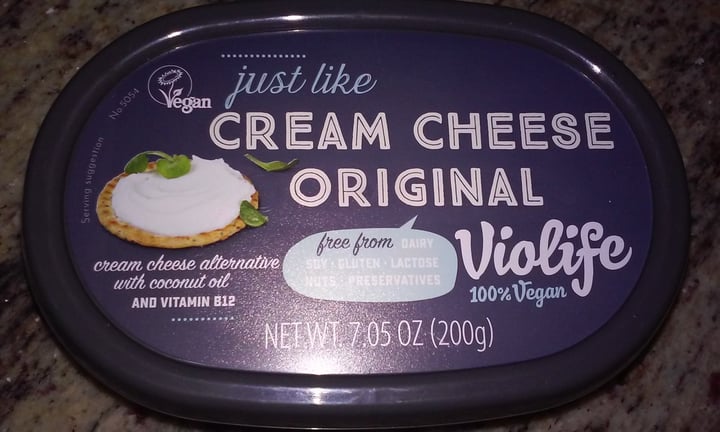 just like
CREAM CHEESE
ORIGINAL
Vegan
No 5054
Serving suggestion
cream cheese alternative
with coconut oil
AND VITAMIN B12
free from DAIRY
SOY · GLUTEN · LACTOSE
NUTS · PRESERVATIVES
Violife
100% Vegan
NET.WT. 7.05 OZ (200g)